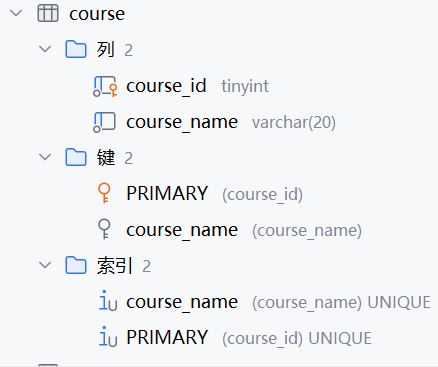 course
列 2
course_id tinyint
course_name varchar(20)
键 2
PRIMARY (course_id)
course_name (course_name)
索引 2
course_name (course_name) UNIQUE
PRIMARY (course_id) UNIQUE